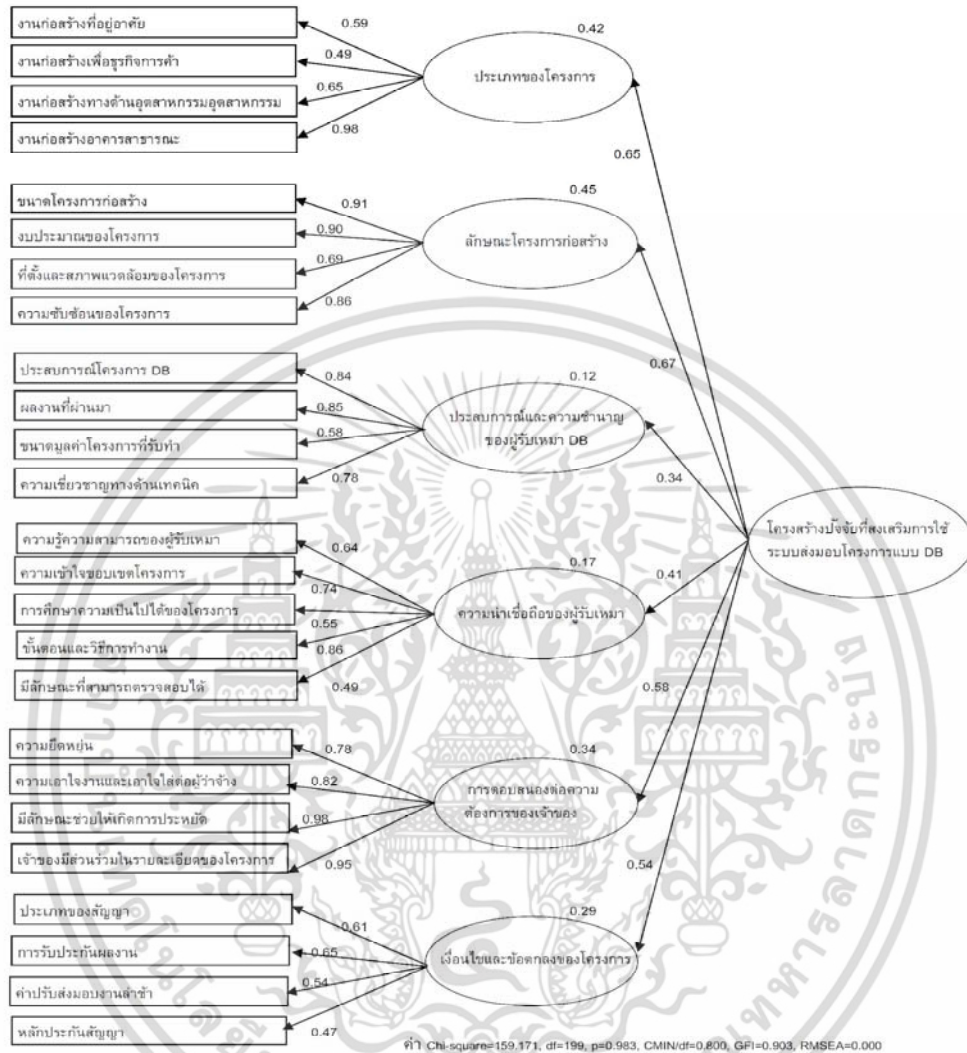 งานก่อสร้างที่อยู่อาศัย
0.59
งานก่อสร้างเพื่อธุรกิจการค้า
0.49
งานก่อสร้างทางด้านอุตสาหกรรมอุตสาหกรรม
0.65
งานก่อสร้างอาคารสาธารณะ
0.98
0.42
ประเภทของโครงการ
0.65
ขนาดโครงการก่อสร้าง
0.91
งบประมาณของโครงการ
0.90
ที่ตั้งและสภาพแวดล้อมของโครงการ
0.69
ความซับซ้อนของโครงการ
0.86
0.45
ลักษณะโครงการก่อสร้าง
0.67
ประสบการณ์โครงการ DB
0.84
ผลงานที่ผ่านมา
0.85
ขนาดมูลค่าโครงการที่รับทำ
0.58
ความเชี่ยวชาญทางด้านเทคนิค
0.78
0.12
ประสบการณ์และความชำนาญ
ของผู้รับเหมา DB
0.34
โครงสร้างปัจจัยที่ส่งเสริมการใช้
ระบบส่งมอบโครงการแบบ DB
ความรู้ความสามารถของผู้รับเหมา
0.64
ความเข้าใจขอบเขตโครงการ
0.74
การศึกษาความเป็นไปได้ของโครงการ
0.55
ขั้นตอนและวิธีการทำงาน
0.86
มีลักษณะที่สามารถตรวจสอบได้
0.49
0.17
ความน่าเชื่อถือของผู้รับเหมา
0.41
ความยืดหยุ่น
0.78
ความเอาใจงานและเอาใจใส่ต่อผู้ว่าจ้าง
0.82
มีลักษณะช่วยให้เกิดการประหยัด
0.98
เจ้าของมีส่วนร่วมในรายละเอียดของโครงการ
0.95
0.34
การตอบสนองต่อความ
ต้องการของเจ้าของ
0.58
ประเภทของสัญญา
0.61
การรับประกันผลงาน
0.65
ค่าปรับส่งมอบงานล่าช้า
0.54
หลักประกันสัญญา
0.47
0.29
เงื่อนไขและข้อตกลงของโครงการ
0.54
ค่า Chi-square=159.171, df=199, p=0.983, CMIN/df=0.800, GFI=0.903, RMSEA=0.000